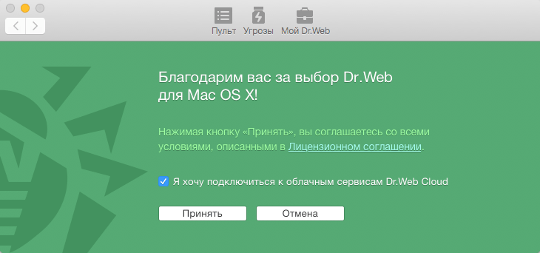 Пульт Угрозы Мой Dr.Web
Благодарим вас за выбор Dr.Web
для Mac OS X!
Нажимая кнопку «Принять», вы соглашаетесь со всеми
условиями, описанными в Лицензионном соглашении.
Я хочу подключиться к облачным сервисам Dr.Web Cloud
Принять Отмена